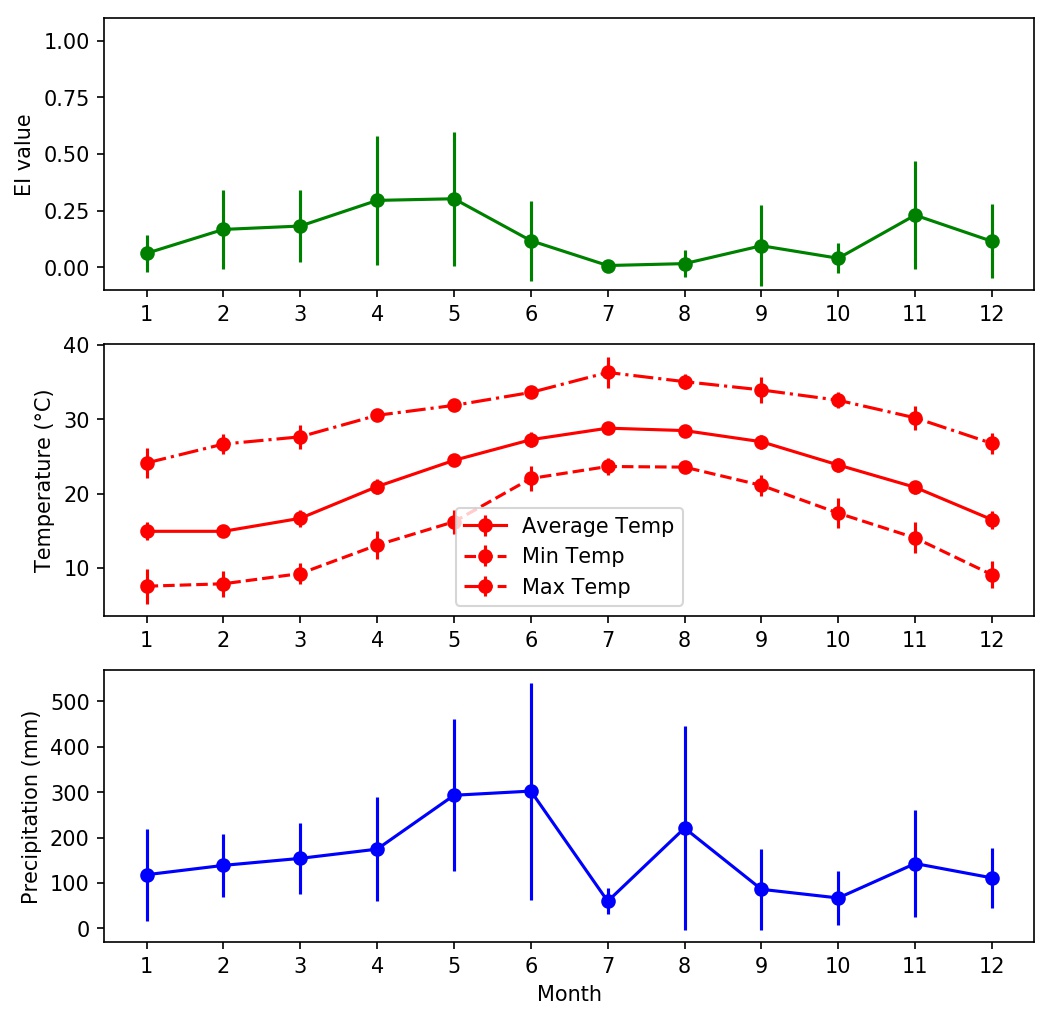 1.00
0.75
0.50
0.25
0.00
EI value
1 2 3 4 5 6 7 8 9 10 11 12
40
30
20
10
Temperature (°C)
Average Temp
Min Temp
Max Temp
1 2 3 4 5 6 7 8 9 10 11 12
500
400
300
200
100
0
Precipitation (mm)
1 2 3 4 5 6 7 8 9 10 11 12
Month